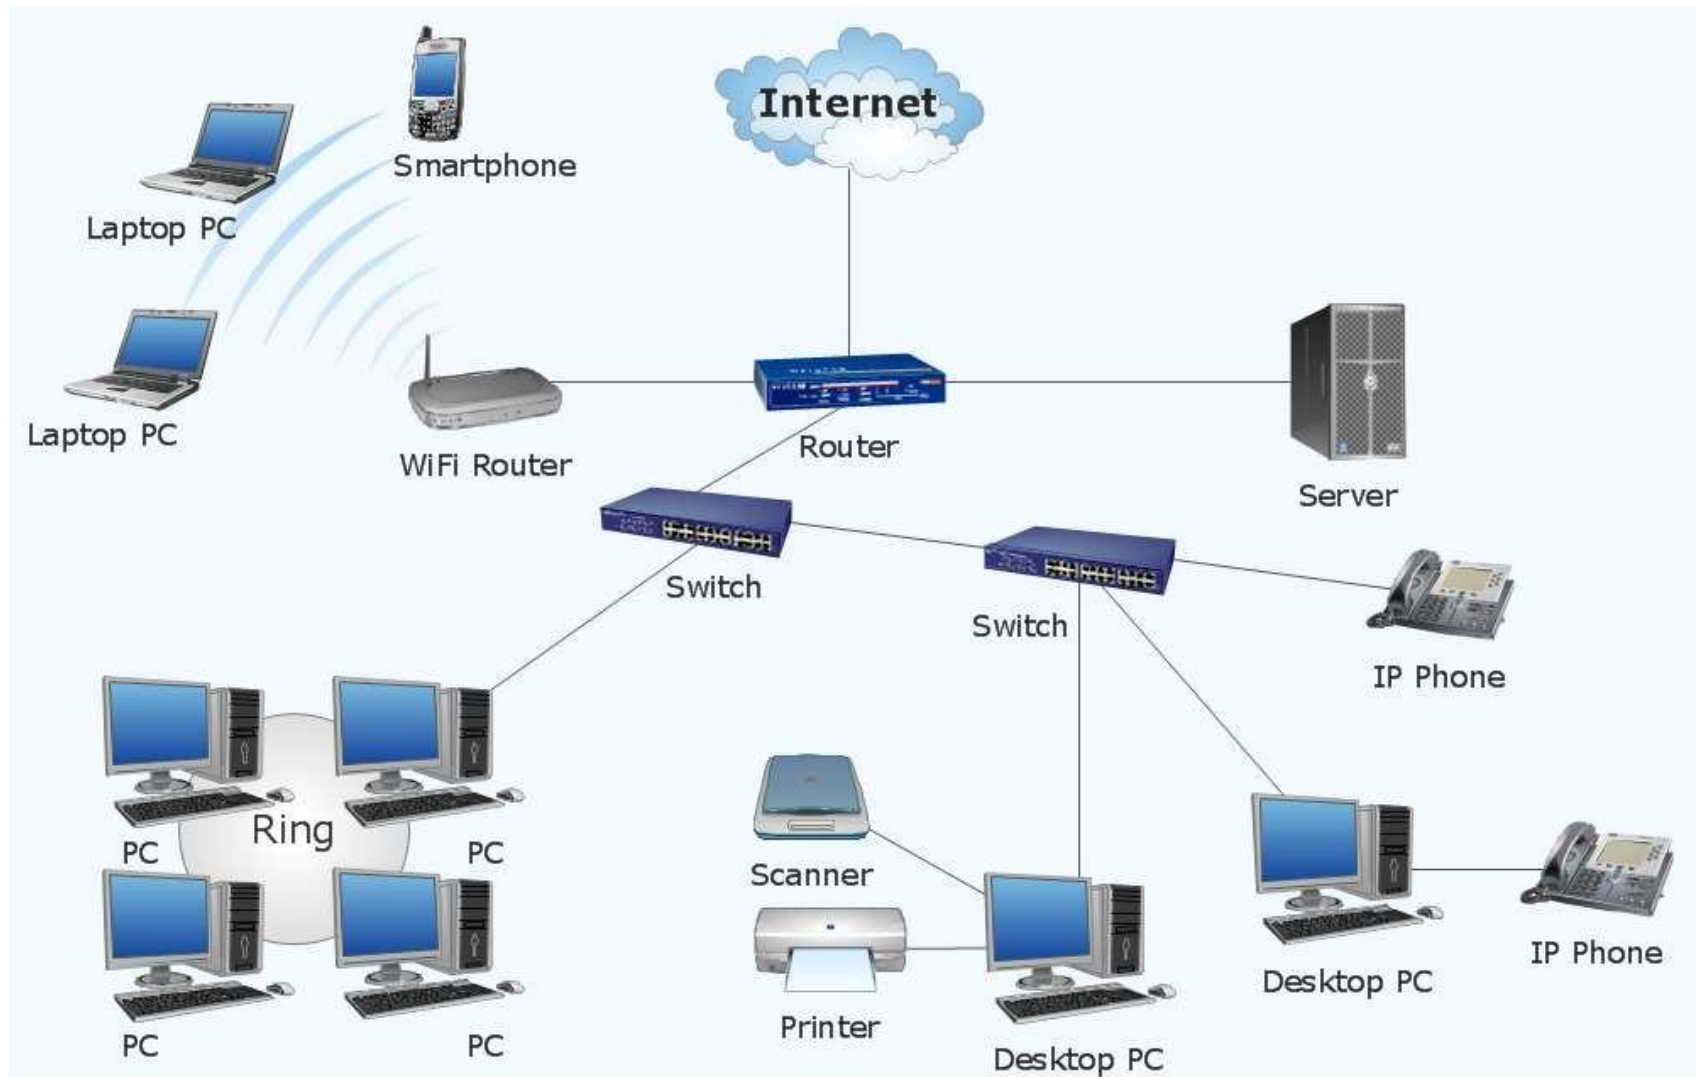 Internet
Smartphone
Laptop PC
Laptop PC
WiFi Router
Router
Server
Switch
Switch
IP Phone
Ring
PC
PC
Scanner
IP Phone
Desktop PC
Printer
PC
PC
Desktop PC